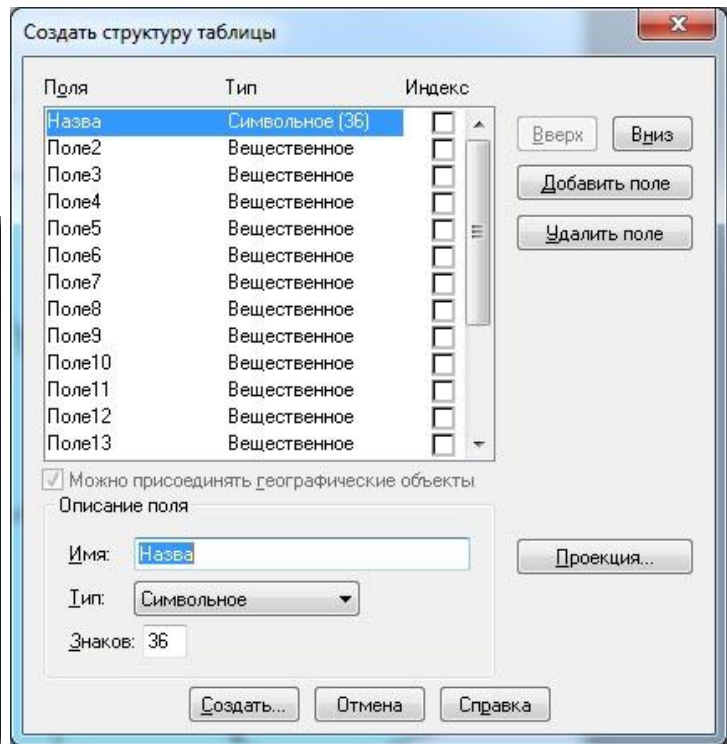 Создать структуру таблицы
Поля Тип Индекс
Назва Символьное (36)
Поле2 Вещественное
Поле3 Вещественное
Поле4 Вещественное
Поле5 Вещественное
Поле6 Вещественное
Поле7 Вещественное
Поле8 Вещественное
Поле9 Вещественное
Поле10 Вещественное
Поле11 Вещественное
Поле12 Вещественное
Поле13 Вещественное
Вверх Вниз
Добавить поле
Удалить поле
Можно присоединять географические объекты
Описание поля
Имя: Назва
Проекция...
Тип: Символьное
Знаков: 36
Создать... Отмена Справка